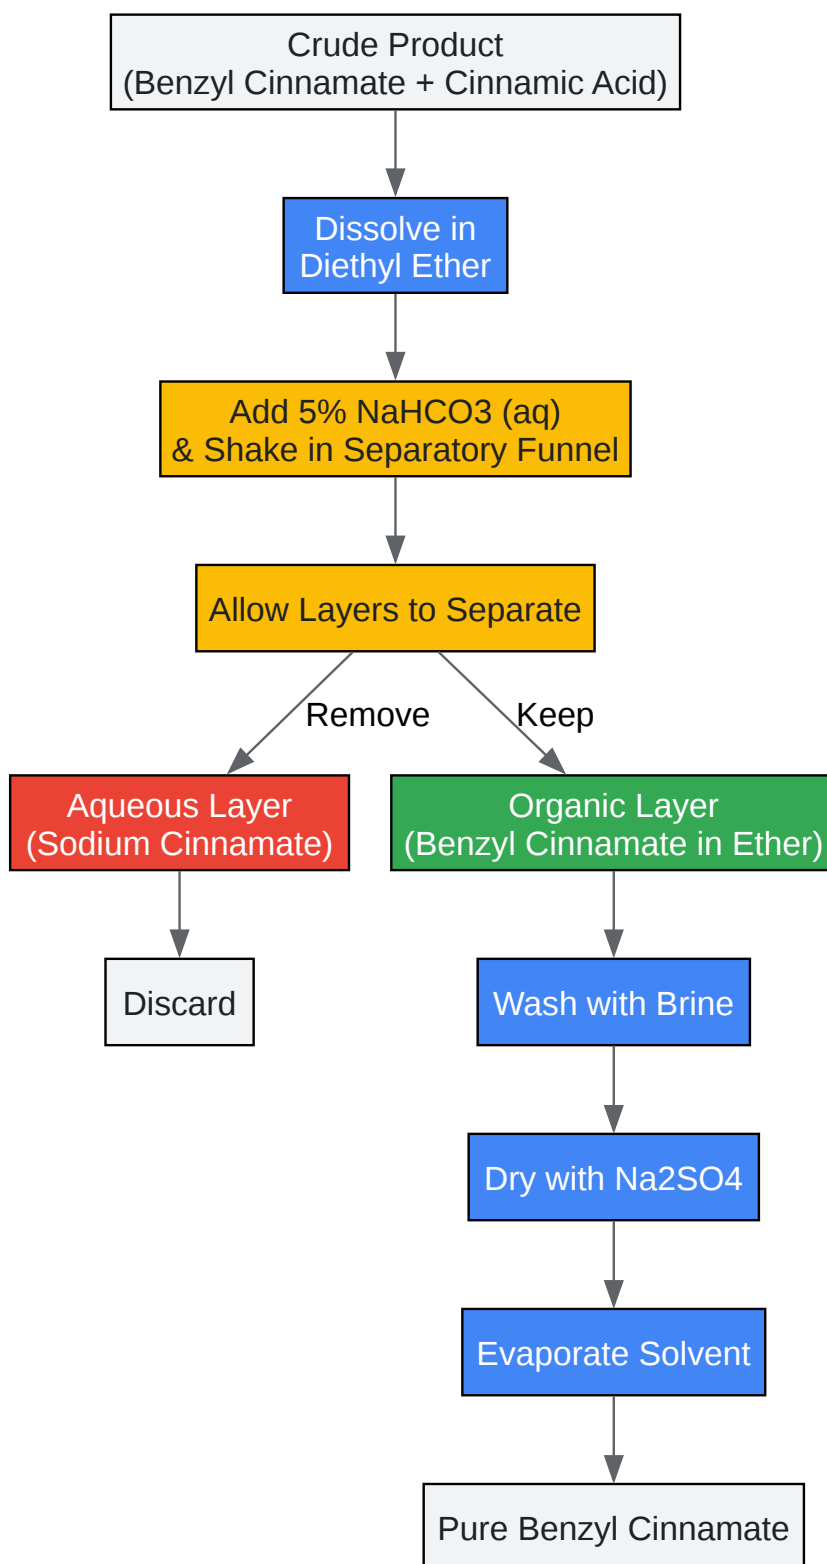 Crude Product
(Benzyl Cinnamate + Cinnamic Acid)
Dissolve in
Diethyl Ether
Add 5% NaHCO3 (aq)
& Shake in Separatory Funnel
Allow Layers to Separate
Remove
Keep
Aqueous Layer
(Sodium Cinnamate)
Organic Layer
(Benzyl Cinnamate in Ether)
Discard
Wash with Brine
Dry with Na2SO4
Evaporate Solvent
Pure Benzyl Cinnamate